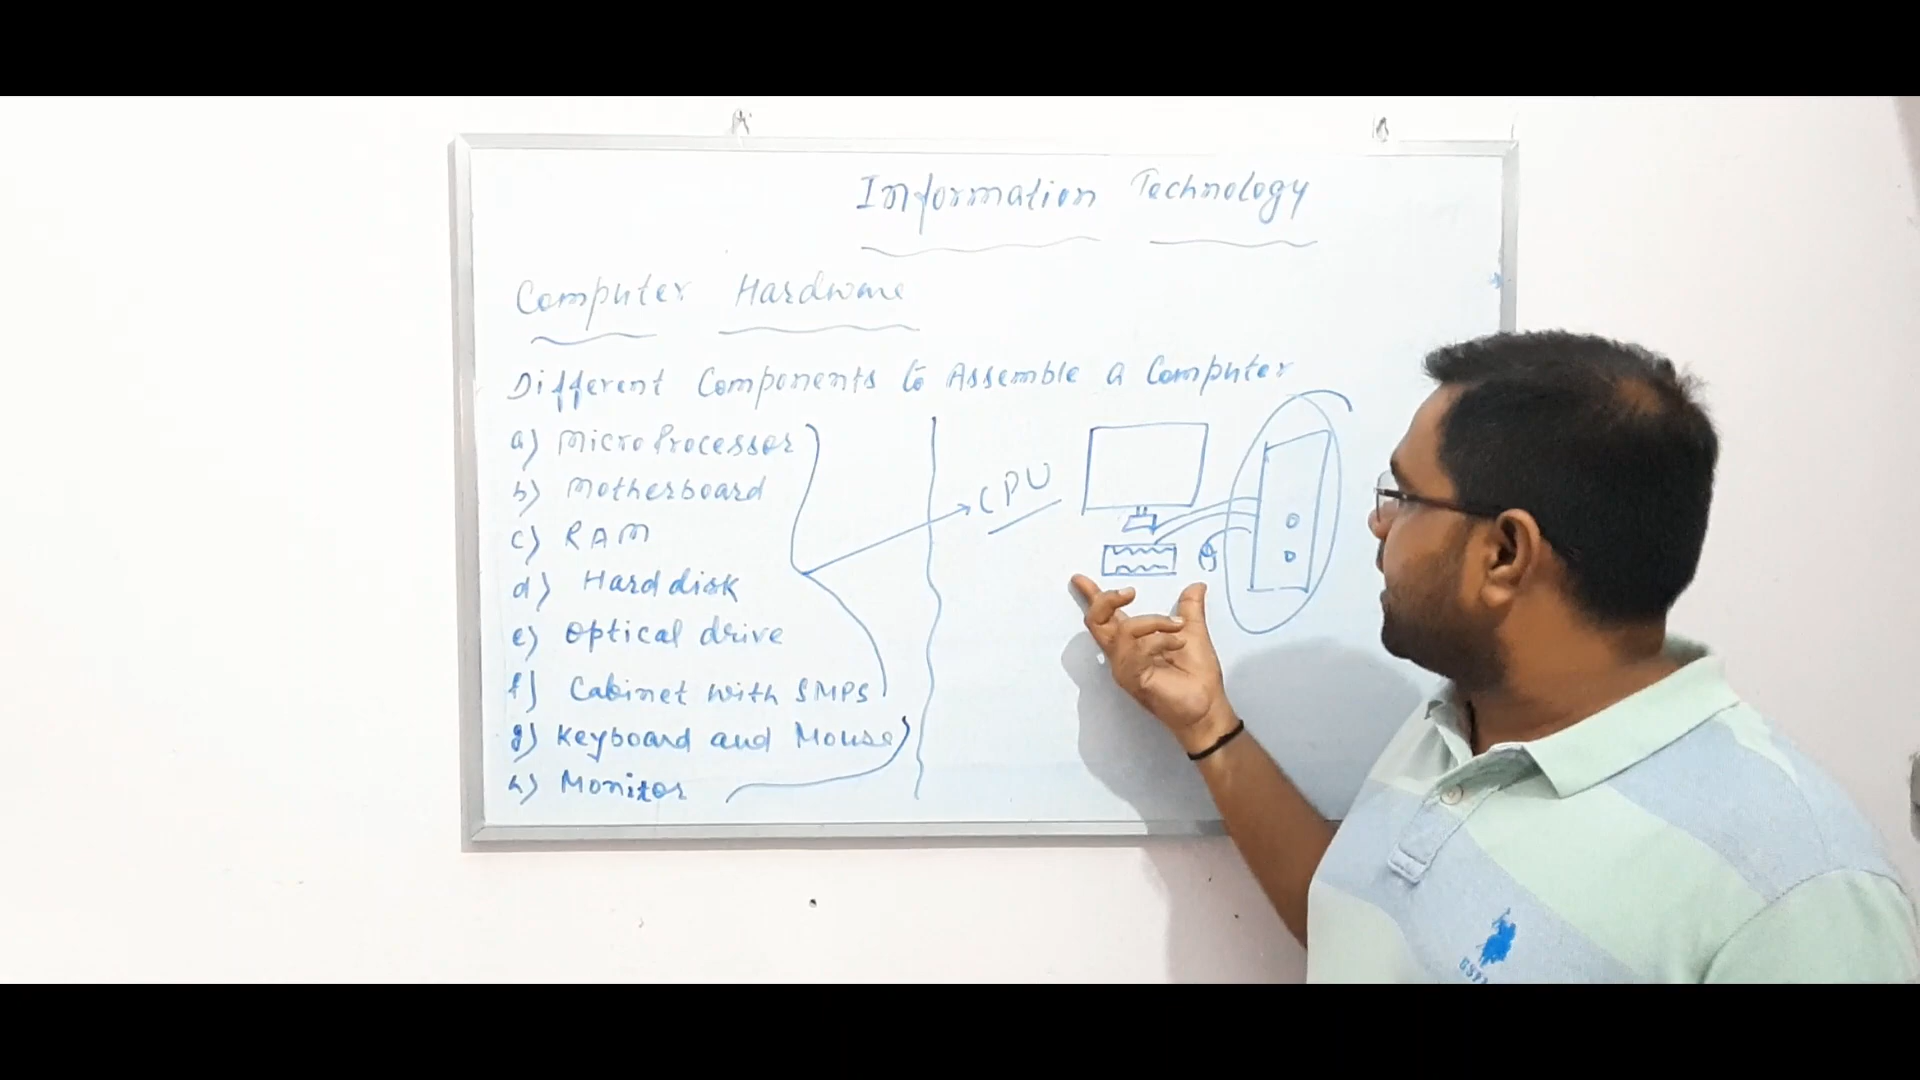 Information Technology
Computer Hardware
Different Components to Assemble a Computer
a) Micro Processor
b) Motherboard
c) RAM
d) Hard disk
e) Optical drive
f) Cabinet with SMPS
g) Keyboard and Mouse
h) Monitor
CPU